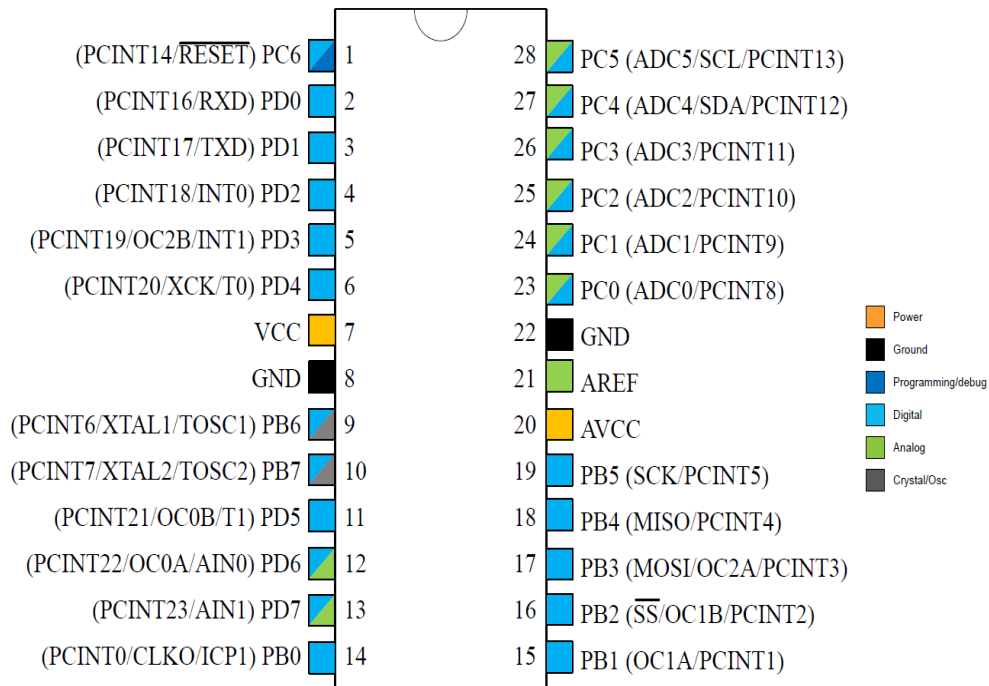 (PCINT14/RESET) PC6 1
(PCINT16/RXD) PD0 2
(PCINT17/TXD) PD1 3
(PCINT18/INT0) PD2 4
(PCINT19/OC2B/INT1) PD3 5
(PCINT20/XCK/T0) PD4 6
VCC 7
GND 8
(PCINT6/XTAL1/TOSC1) PB6 9
(PCINT7/XTAL2/TOSC2) PB7 10
(PCINT21/OC0B/T1) PD5 11
(PCINT22/OC0A/AIN0) PD6 12
(PCINT23/AIN1) PD7 13
(PCINT0/CLKO/ICP1) PB0 14
28 PC5 (ADC5/SCL/PCINT13)
27 PC4 (ADC4/SDA/PCINT12)
26 PC3 (ADC3/PCINT11)
25 PC2 (ADC2/PCINT10)
24 PC1 (ADC1/PCINT9)
23 PC0 (ADC0/PCINT8)
22 GND
21 AREF
20 AVCC
19 PB5 (SCK/PCINT5)
18 PB4 (MISO/PCINT4)
17 PB3 (MOSI/OC2A/PCINT3)
16 PB2 (SS/OC1B/PCINT2)
15 PB1 (OC1A/PCINT1)
Power
Ground
Programming/debug
Digital
Analog
Crystal/Osc